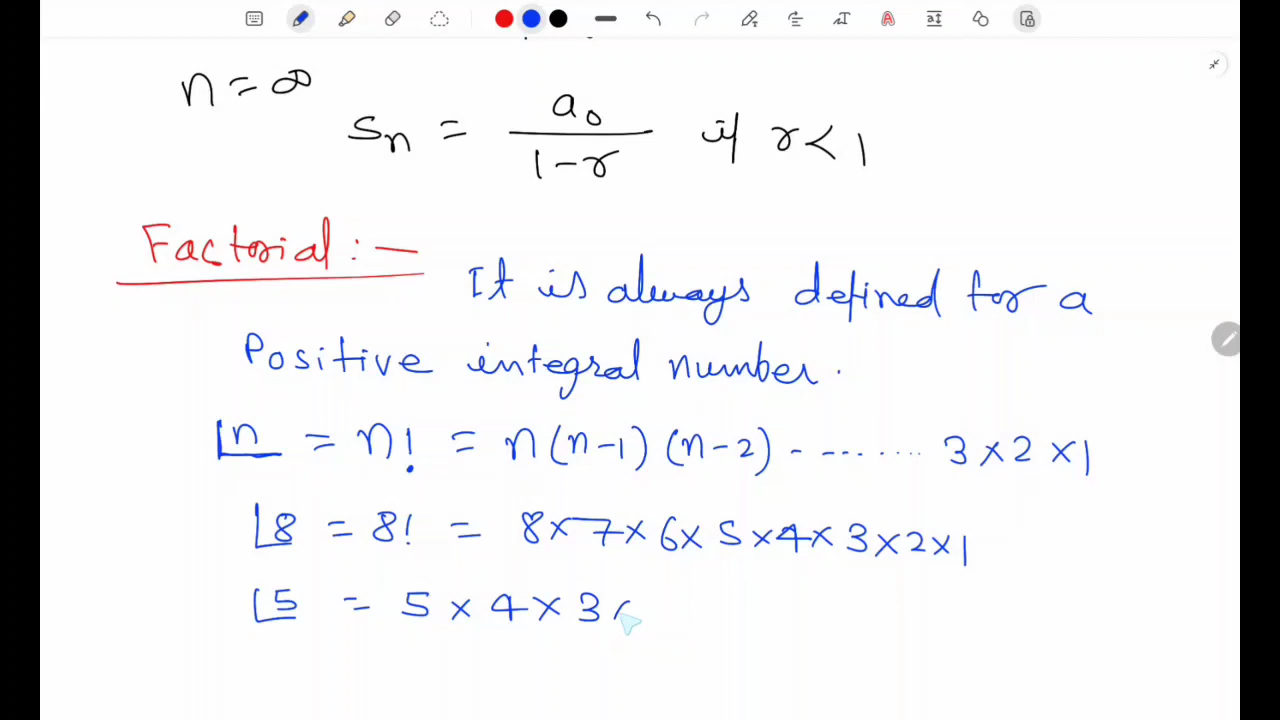 n = ∞
Sn = a₀ / 1-r if r < 1
Factorial :—
It is always defined for a
Positive integral number.
⌊n = n! = n(n-1)(n-2) - ........ 3 × 2 × 1
⌊8 = 8! = 8×7×6×5×4×3×2×1
⌊5 = 5 × 4 × 3